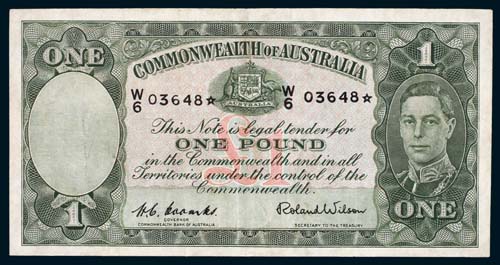 ONE
COMMONWEALTH OF AUSTRALIA
1
W/6 03648☆ W/6 03648☆
AUSTRALIA
This Note is legal tender for
ONE POUND
in the Commonwealth and in all
Territories under the control of the
Commonwealth.
£1
H.C. Coombs. Roland Wilson
GOVERNOR SECRETARY TO THE TREASURY
COMMONWEALTH BANK OF AUSTRALIA
1
ONE